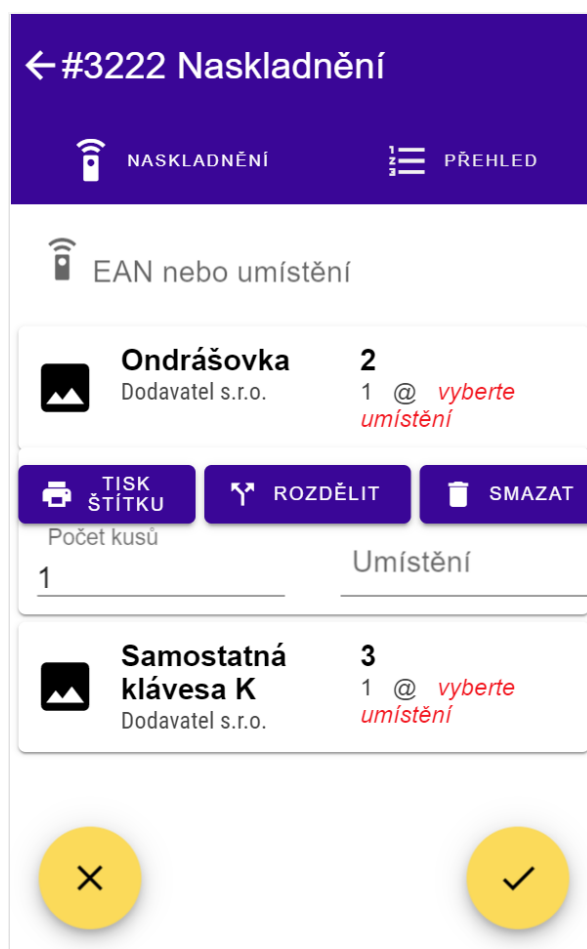 #3222 Naskladnění
NASKLADNĚNÍ
PŘEHLED
EAN nebo umístění
Ondrášovka
Dodavatel s.r.o.
2
1 @ vyberte
umístění
TISK
ŠTÍTKU
ROZDĚLIT
SMAZAT
Počet kusů
1
Umístění
Samostatná
klávesa K
Dodavatel s.r.o.
3
1 @ vyberte
umístění